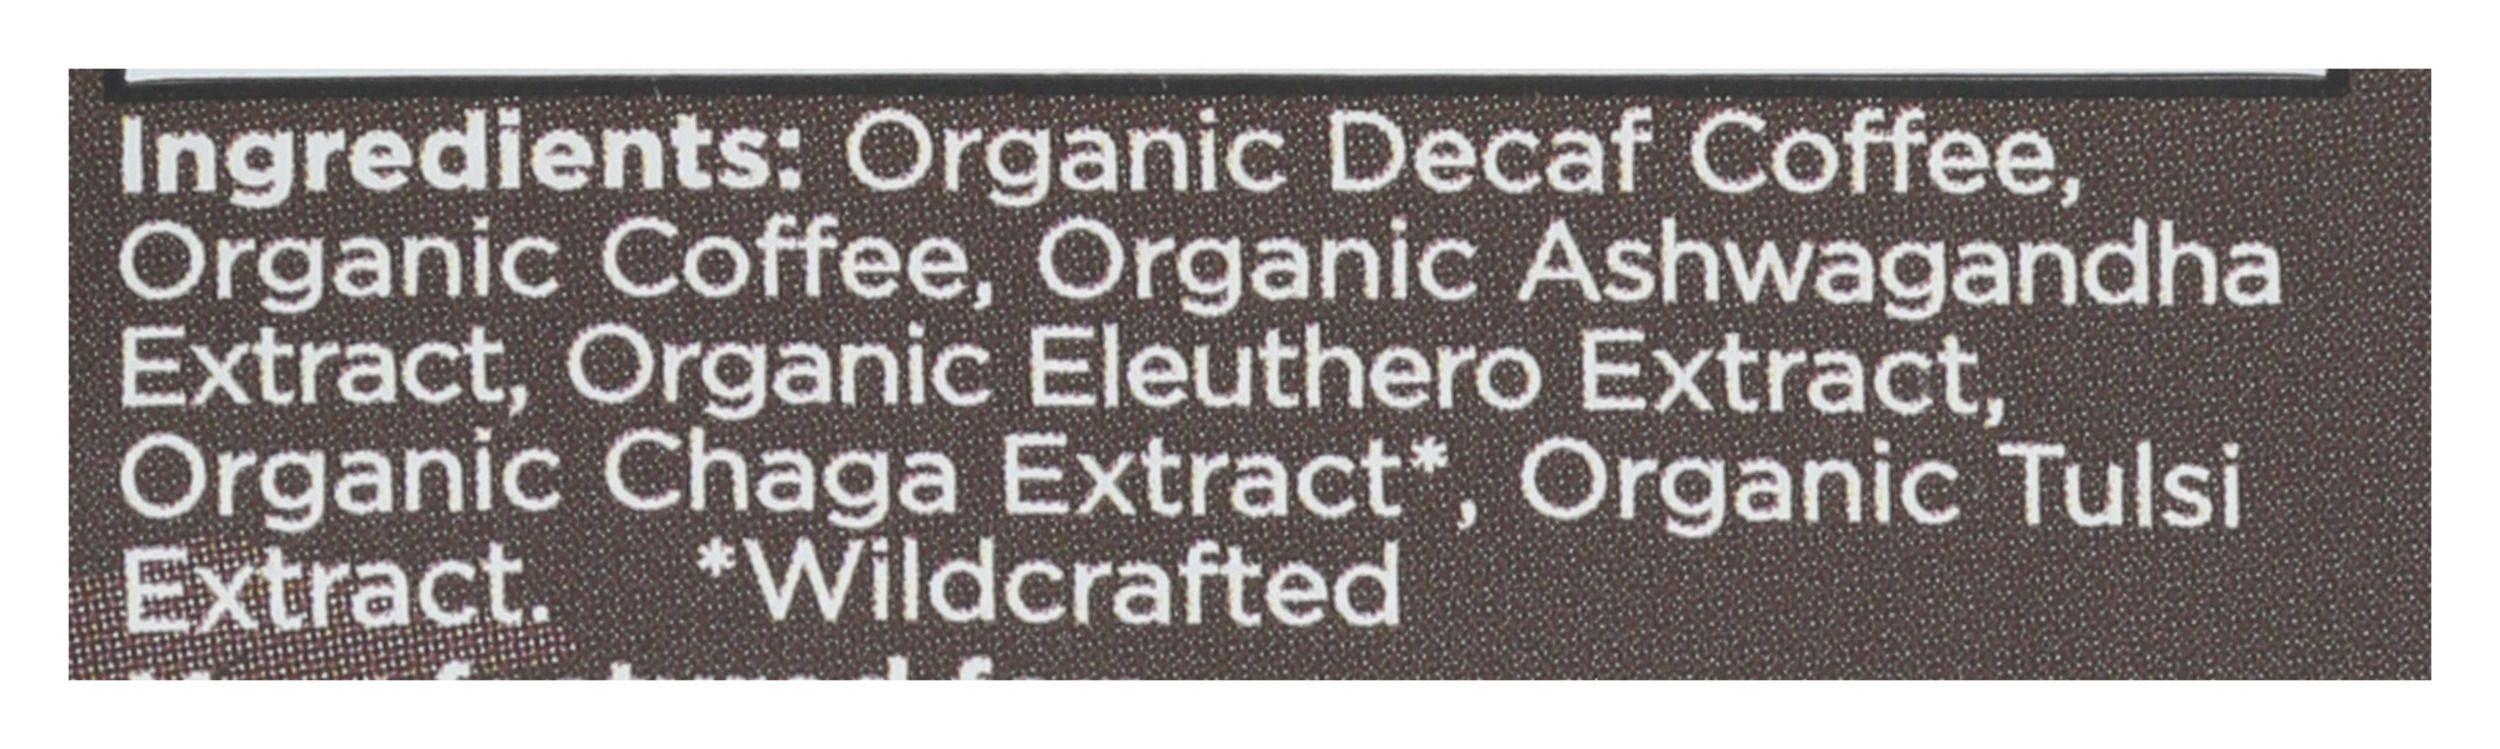 Ingredients: Organic Decaf Coffee,
Organic Coffee, Organic Ashwagandha
Extract, Organic Eleuthero Extract,
Organic Chaga Extract*, Organic Tulsi
Extract. *Wildcrafted